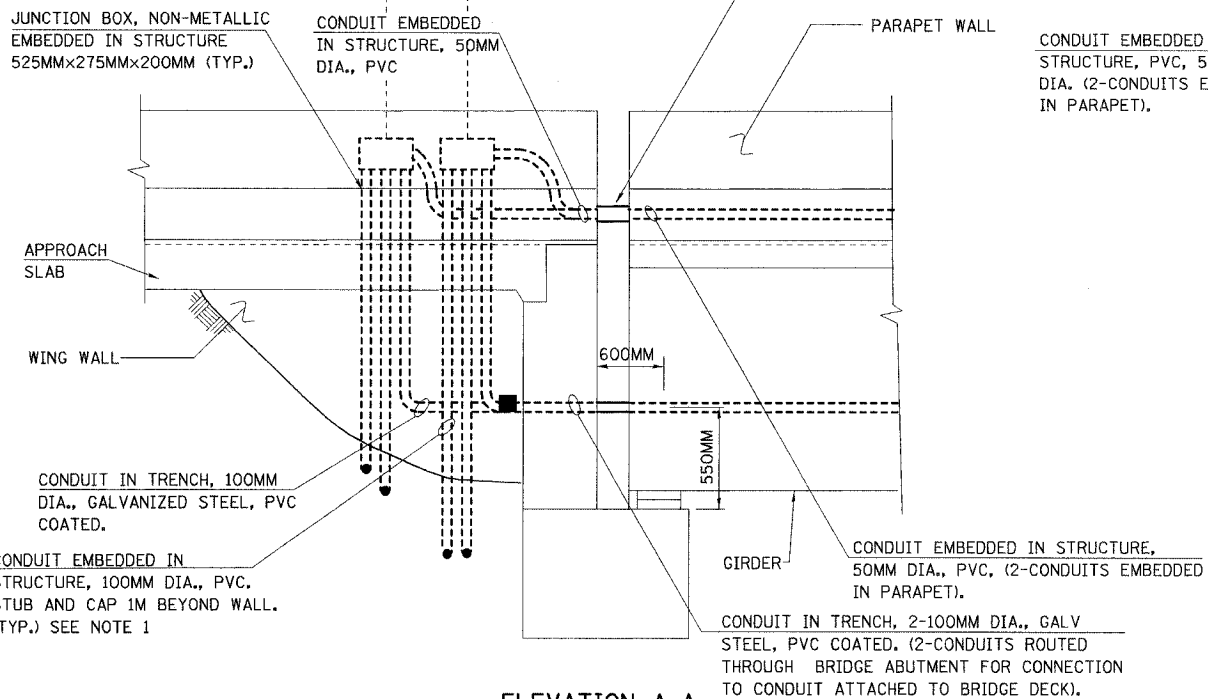 JUNCTION BOX, NON-METALLIC
EMBEDDED IN STRUCTURE
525MMx275MMx200MM (TYP.)
CONDUIT EMBEDDED
IN STRUCTURE, 50MM
DIA., PVC
PARAPET WALL
CONDUIT EMBEDDED
STRUCTURE, PVC, 5
DIA. (2-CONDUITS E
IN PARAPET).
APPROACH
SLAB
WING WALL
600MM
550MM
CONDUIT IN TRENCH, 100MM
DIA., GALVANIZED STEEL, PVC
COATED.
CONDUIT EMBEDDED IN
STRUCTURE, 100MM DIA., PVC.
STUB AND CAP 1M BEYOND WALL.
(TYP.) SEE NOTE 1
GIRDER
CONDUIT EMBEDDED IN STRUCTURE,
50MM DIA., PVC, (2-CONDUITS EMBEDDED
IN PARAPET).
CONDUIT IN TRENCH, 2-100MM DIA., GALV
STEEL, PVC COATED. (2-CONDUITS ROUTED
THROUGH BRIDGE ABUTMENT FOR CONNECTION
TO CONDUIT ATTACHED TO BRIDGE DECK).
ELEVATION A-A